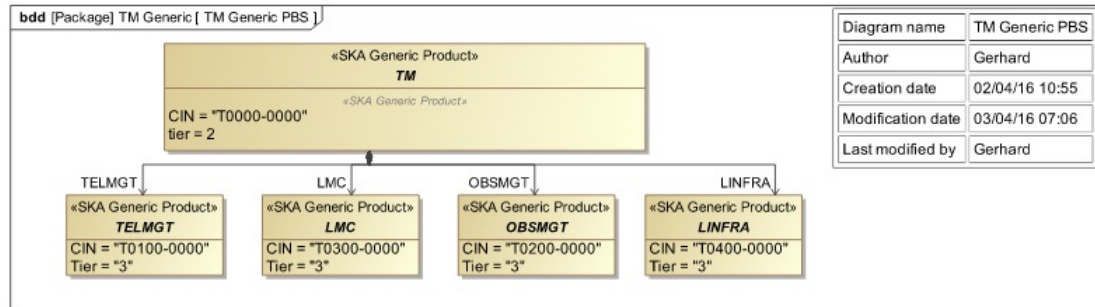 bdd [Package] TM Generic [ TM Generic PBS ]
«SKA Generic Product»
TM
«SKA Generic Product»
CIN = "T0000-0000"
tier = 2
TELMGT
LMC
OBSMGT
LINFRA
«SKA Generic Product»
TELMGT
CIN = "T0100-0000"
Tier = "3"
«SKA Generic Product»
LMC
CIN = "T0300-0000"
Tier = "3"
«SKA Generic Product»
OBSMGT
CIN = "T0200-0000"
Tier = "3"
«SKA Generic Product»
LINFRA
CIN = "T0400-0000"
Tier = "3"
Diagram name TM Generic PBS
Author Gerhard
Creation date 02/04/16 10:55
Modification date 03/04/16 07:06
Last modified by Gerhard